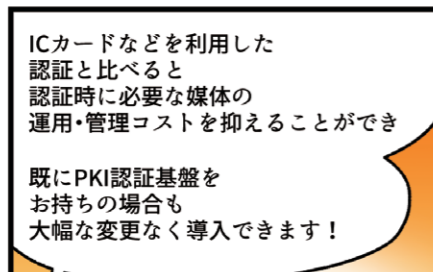 ICカードなどを利用した
認証と比べると
認証時に必要な媒体の
運用・管理コストを抑えることができ
既にPKI認証基盤を
お持ちの場合も
大幅な変更なく導入できます！